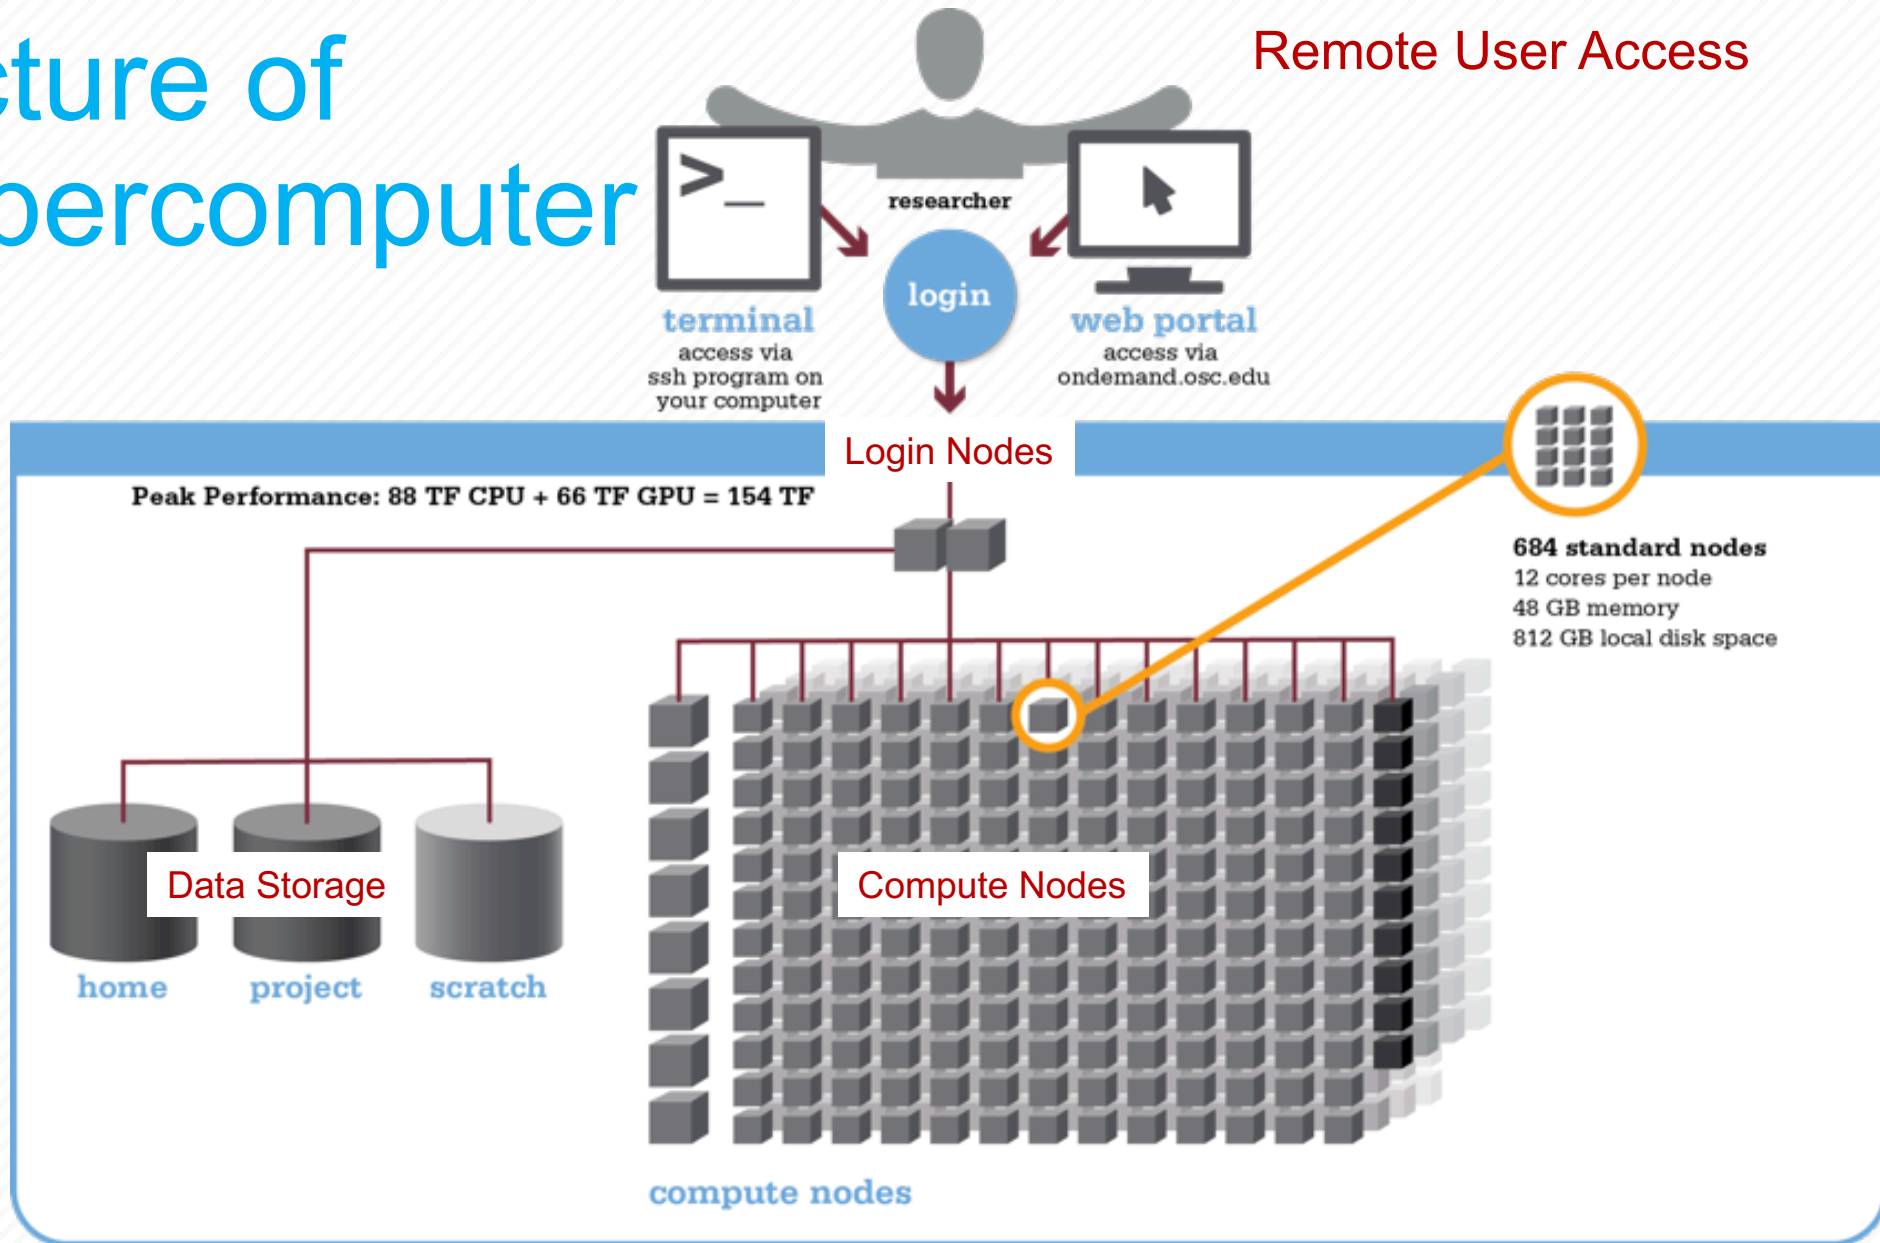 cture of
percomputer
Remote User Access
>_
researcher
login
terminal
access via
ssh program on
your computer
web portal
access via
ondemand.osc.edu
Login Nodes
Peak Performance: 88 TF CPU + 66 TF GPU = 154 TF
684 standard nodes
12 cores per node
48 GB memory
812 GB local disk space
Data Storage
Compute Nodes
home
project
scratch
compute nodes